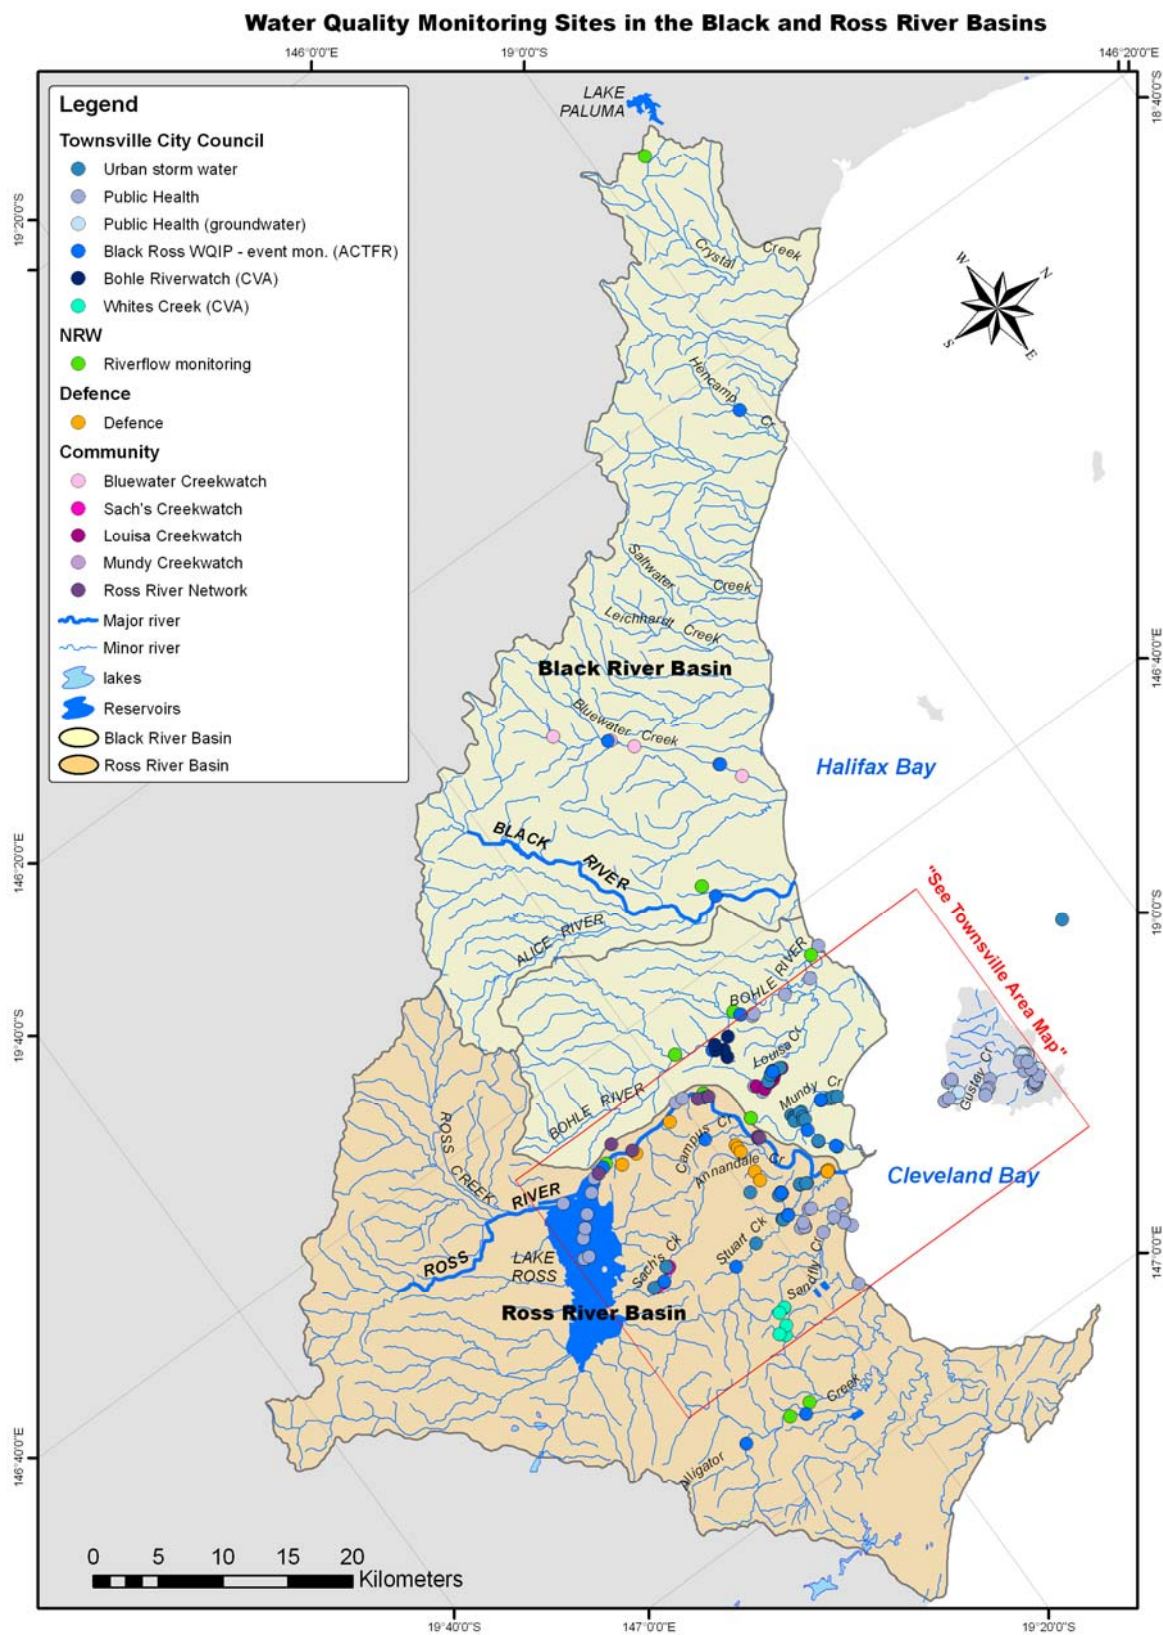 Water Quality Monitoring Sites in the Black and Ross River Basins
146°0'0"E
19°0'0"S
146°20'0"E
18°40'0"S
19°20'0"S
146°40'0"E
146°20'0"E
19°0'0"S
19°40'0"S
147°0'0"E
146°40'0"E
19°40'0"S
147°0'0"E
19°20'0"S
Legend
Townsville City Council
Urban storm water
Public Health
Public Health (groundwater)
Black Ross WQIP - event mon. (ACTFR)
Bohle Riverwatch (CVA)
Whites Creek (CVA)
NRW
Riverflow monitoring
Defence
Defence
Community
Bluewater Creekwatch
Sach's Creekwatch
Louisa Creekwatch
Mundy Creekwatch
Ross River Network
Major river
Minor river
lakes
Reservoirs
Black River Basin
Ross River Basin
LAKE
PALUMA
Crystal Creek
W
N
S
E
Hencamp Cr
Saltwater Creek
Leichhardt Creek
Black River Basin
Bluewater Creek
Halifax Bay
BLACK RIVER
ALICE RIVER
"See Townsville Area Map"
BOHLE RIVER
Louisa Cr
Gustav Cr
Mundy Cr
BOHLE RIVER
ROSS CREEK
Campus Cr
Annandale Cr
Cleveland Bay
ROSS RIVER
Stuart Ck
LAKE
ROSS
Sach's Ck
Sandfly Cr
Ross River Basin
Alligator Creek
0 5 10 15 20
Kilometers